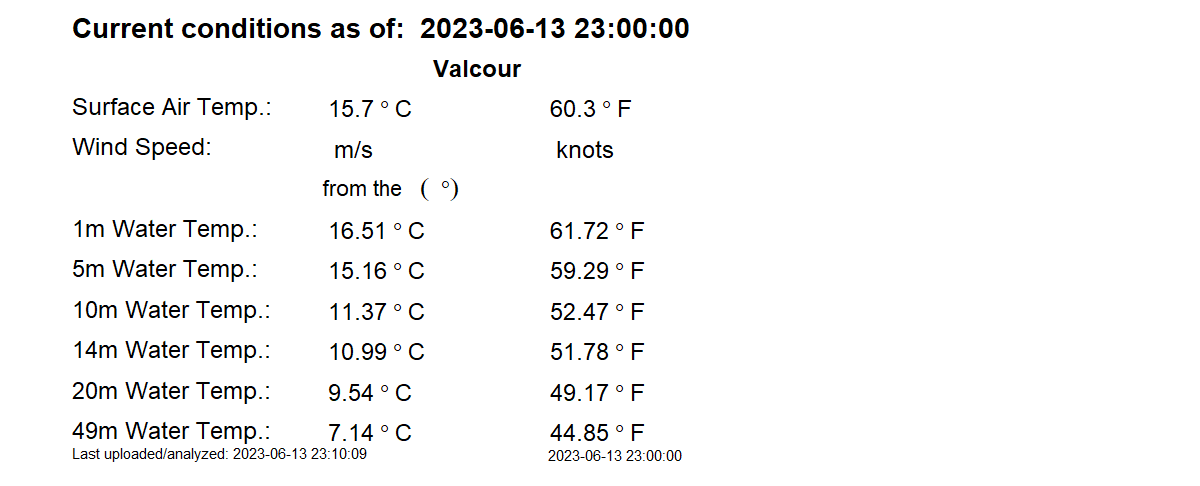 Current conditions as of: 2023-06-13 23:00:00
Valcour
Surface Air Temp.: 15.7 ° C 60.3 ° F
Wind Speed: m/s knots
from the ( °)
1m Water Temp.: 16.51 ° C 61.72 ° F
5m Water Temp.: 15.16 ° C 59.29 ° F
10m Water Temp.: 11.37 ° C 52.47 ° F
14m Water Temp.: 10.99 ° C 51.78 ° F
20m Water Temp.: 9.54 ° C 49.17 ° F
49m Water Temp.: 7.14 ° C 44.85 ° F
Last uploaded/analyzed: 2023-06-13 23:10:09 2023-06-13 23:00:00